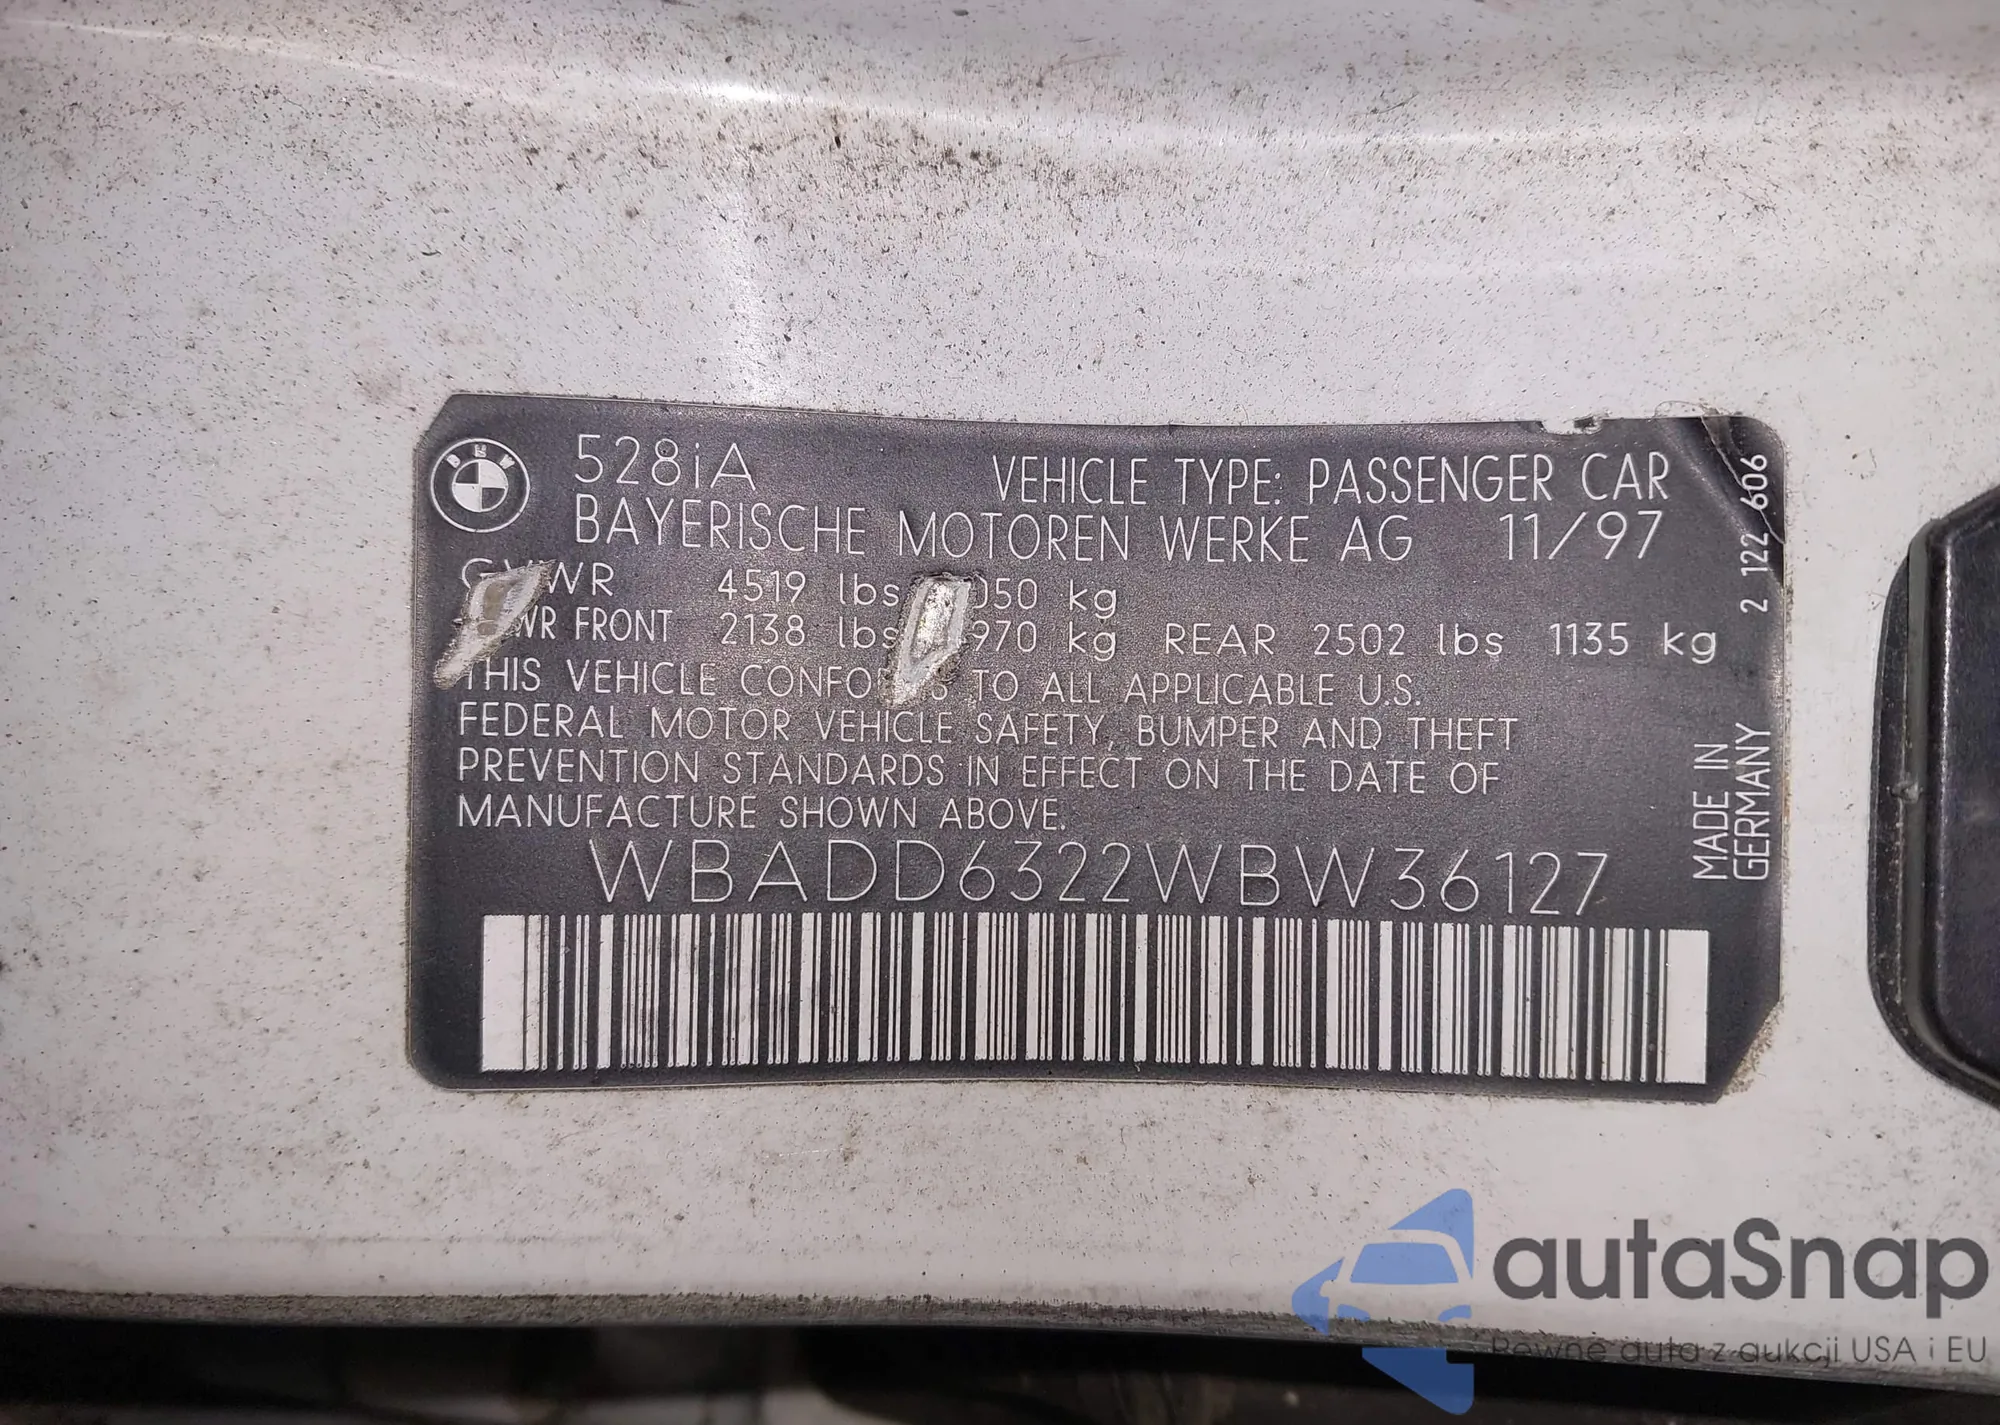 BMW
528iA VEHICLE TYPE: PASSENGER CAR
BAYERISCHE MOTOREN WERKE AG 11/97
GVWR 4519 lbs 050 kg
WR FRONT 2138 lbs 970 kg REAR 2502 lbs 1135 kg
THIS VEHICLE CONFO S TO ALL APPLICABLE U.S.
FEDERAL MOTOR VEHICLE SAFETY, BUMPER AND THEFT
PREVENTION STANDARDS IN EFFECT ON THE DATE OF
MANUFACTURE SHOWN ABOVE.
WBADD6322WBW36127
2 122 606
MADE IN
GERMANY
autaSnap
Pewne auta z aukcji USA i EU